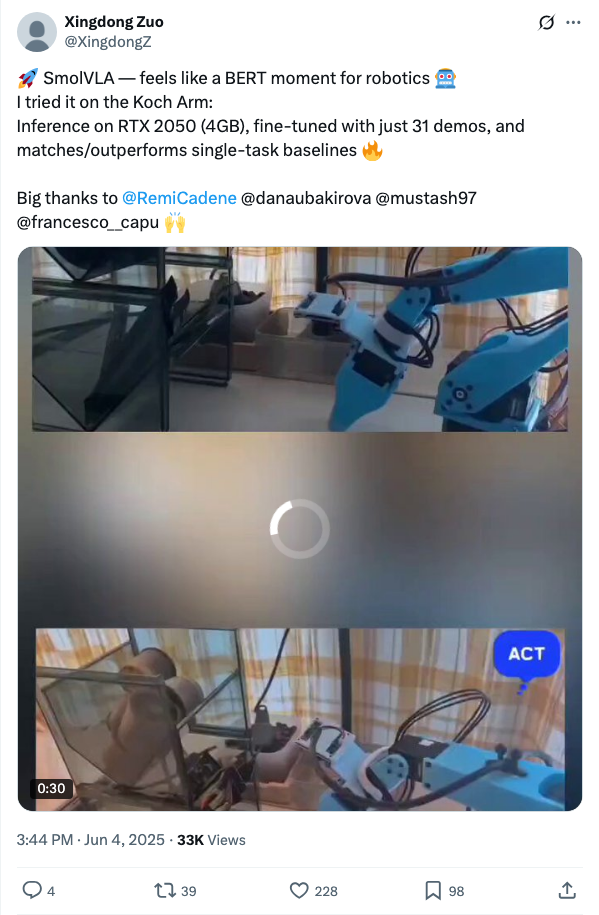 Xingdong Zuo
@XingdongZ
🚀 SmolVLA — feels like a BERT moment for robotics 🤖
I tried it on the Koch Arm:
Inference on RTX 2050 (4GB), fine-tuned with just 31 demos, and
matches/outperforms single-task baselines 🔥
Big thanks to @RemiCadene @danaubakirova @mustash97
@francesco__capu 🙌
ACT
0:30
3:44 PM · Jun 4, 2025 · 33K Views
4 39 228 98